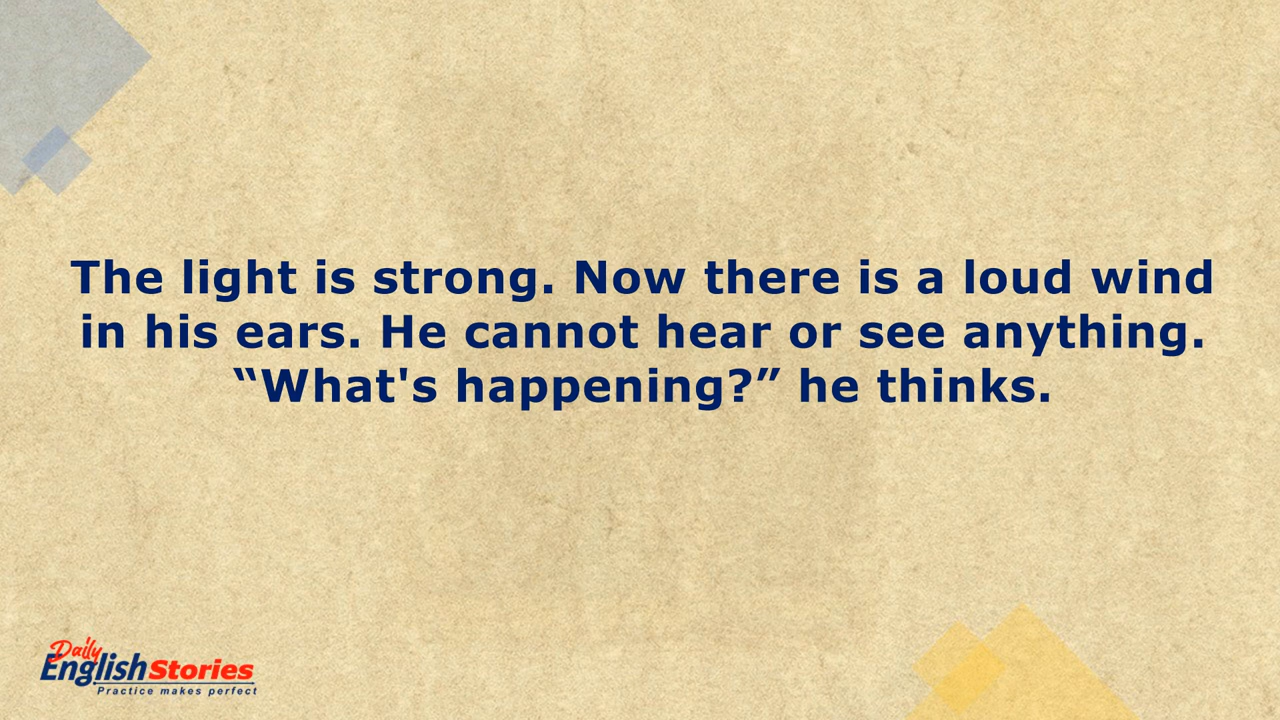 The light is strong. Now there is a loud wind
in his ears. He cannot hear or see anything.
“What's happening?” he thinks.
Daily
English Stories
Practice makes perfect